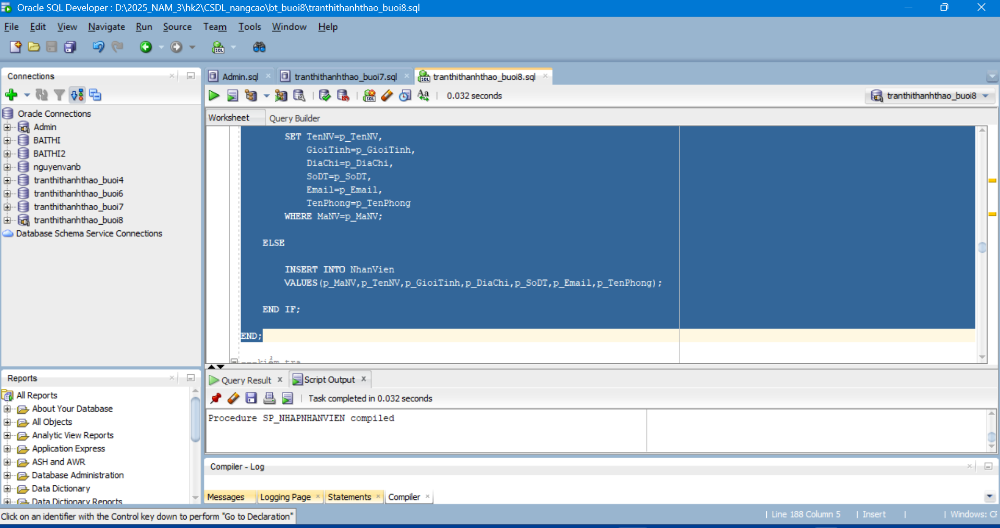 Oracle SQL Developer : D:\2025_NAM_3\hk2\CSDL_nangcao\bt_buoi8\tranthithanhthao_buoi8.sql
File Edit View Navigate Run Source Team Tools Window Help
Connections
Oracle Connections
Admin
BAITHI
BAITHI2
nguyenvanb
tranthithanhthao_buoi4
tranthithanhthao_buoi6
tranthithanhthao_buoi7
tranthithanhthao_buoi8
Database Schema Service Connections
Reports
All Reports
About Your Database
All Objects
Analytic View Reports
Application Express
ASH and AWR
Database Administration
Data Dictionary
Data Dictionary Reports
Admin.sql tranthithanhthao_buoi7.sql tranthithanhthao_buoi8.sql
0.032 seconds tranthithanhthao_buoi8
Worksheet Query Builder
SET TenNV=p_TenNV,
GioiTinh=p_GioiTinh,
DiaChi=p_DiaChi,
SoDT=p_SoDT,
Email=p_Email,
TenPhong=p_TenPhong
WHERE MaNV=p_MaNV;
ELSE
INSERT INTO NhanVien
VALUES(p_MaNV,p_TenNV,p_GioiTinh,p_DiaChi,p_SoDT,p_Email,p_TenPhong);
END IF;
END;
---kiểm tra
Query Result Script Output
Task completed in 0.032 seconds
Procedure SP_NHAPNHANVIEN compiled
Compiler - Log
Messages Logging Page Statements Compiler
Click on an identifier with the Control key down to perform "Go to Declaration"
| Line 188 Column 5 | Insert | | Windows: CF